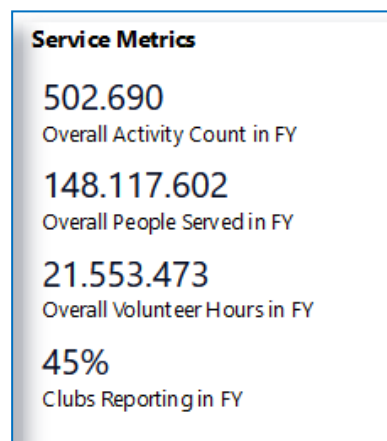 Service Metrics
502.690
Overall Activity Count in FY
148.117.602
Overall People Served in FY
21.553.473
Overall Volunteer Hours in FY
45%
Clubs Reporting in FY